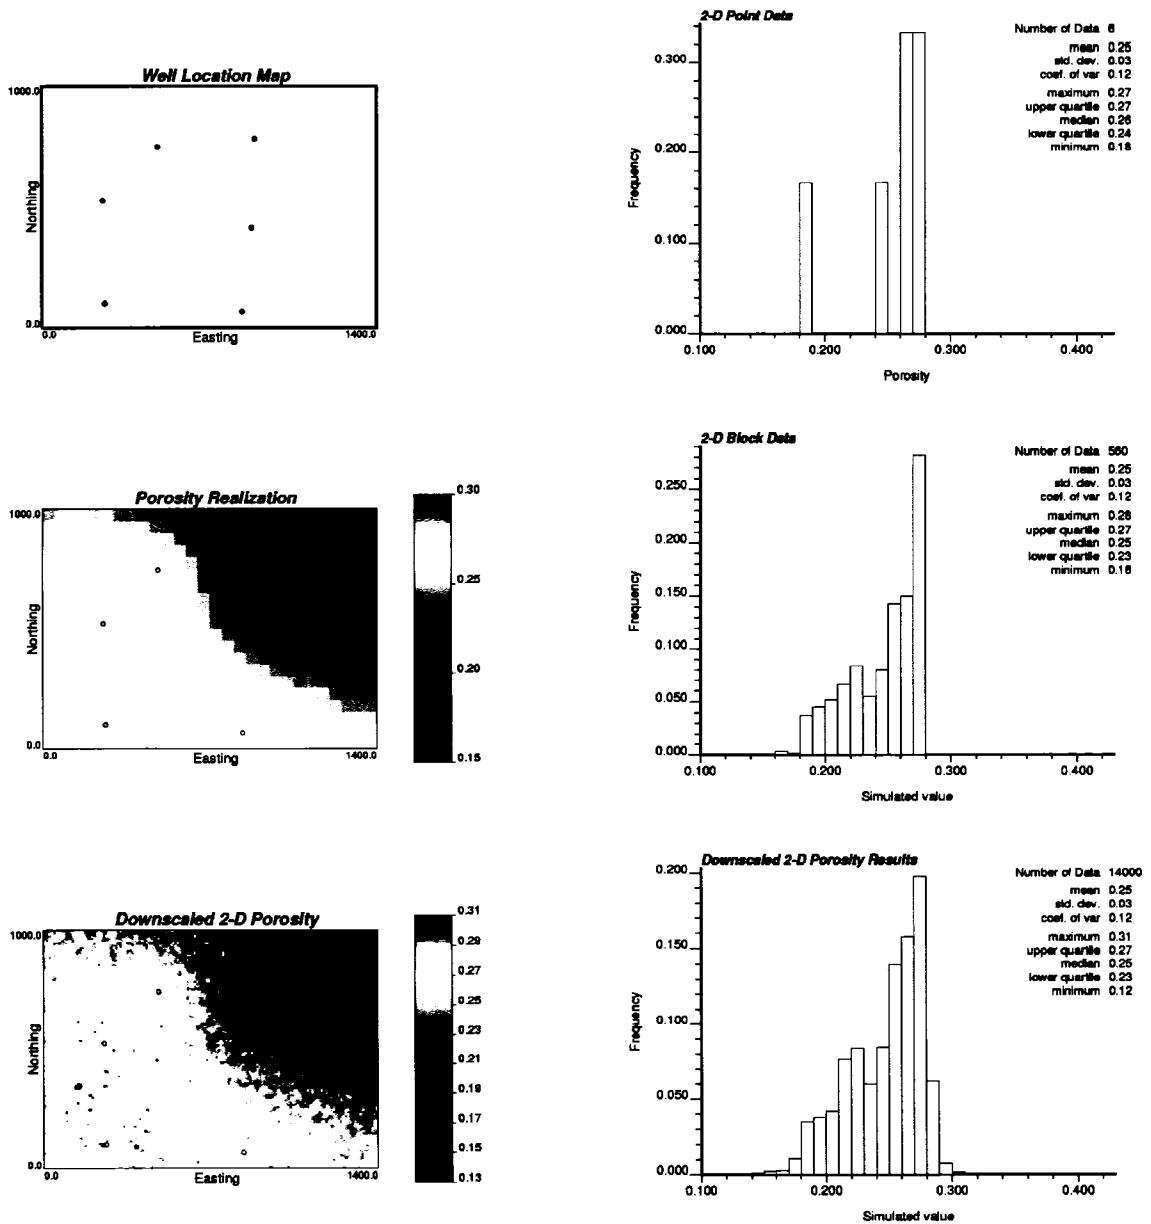 Well Location Map
1000.0
Northing
0.0
0.0
Easting
1400.0
2-D Point Data
Number of Data 6
mean 0.25
std. dev. 0.03
coef. of var 0.12
maximum 0.27
upper quartile 0.27
median 0.26
lower quartile 0.24
minimum 0.18
Frequency
0.300
0.200
0.100
0.000
0.100
0.200
0.300
0.400
Porosity
Porosity Realization
1000.0
Northing
0.0
0.0
Easting
1400.0
0.30
0.25
0.20
0.15
2-D Block Data
Number of Data 560
mean 0.25
std. dev. 0.03
coef. of var 0.12
maximum 0.28
upper quartile 0.27
median 0.25
lower quartile 0.23
minimum 0.16
Frequency
0.250
0.200
0.150
0.100
0.050
0.000
0.100
0.200
0.300
0.400
Simulated value
Downscaled 2-D Porosity
1000.0
Northing
0.0
0.0
Easting
1400.0
0.31
0.29
0.27
0.25
0.23
0.21
0.19
0.17
0.15
0.13
Downscaled 2-D Porosity Results
Number of Data 14000
mean 0.25
std. dev. 0.03
coef. of var 0.12
maximum 0.31
upper quartile 0.27
median 0.25
lower quartile 0.23
minimum 0.12
Frequency
0.200
0.150
0.100
0.050
0.000
0.100
0.200
0.300
0.400
Simulated value